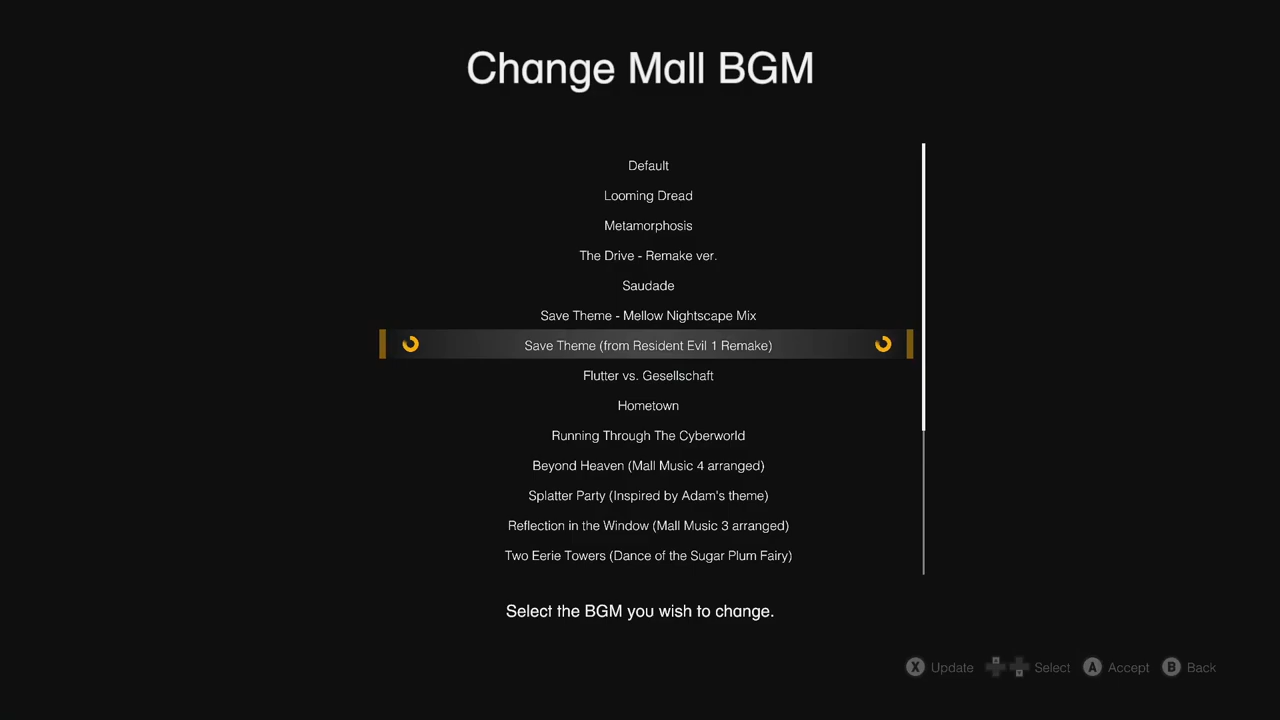 Change Mall BGM
Default
Looming Dread
Metamorphosis
The Drive - Remake ver.
Saudade
Save Theme - Mellow Nightscape Mix
Save Theme (from Resident Evil 1 Remake)
Flutter vs. Gesellschaft
Hometown
Running Through The Cyberworld
Beyond Heaven (Mall Music 4 arranged)
Splatter Party (Inspired by Adam's theme)
Reflection in the Window (Mall Music 3 arranged)
Two Eerie Towers (Dance of the Sugar Plum Fairy)
Select the BGM you wish to change.
X Update Select A Accept B Back